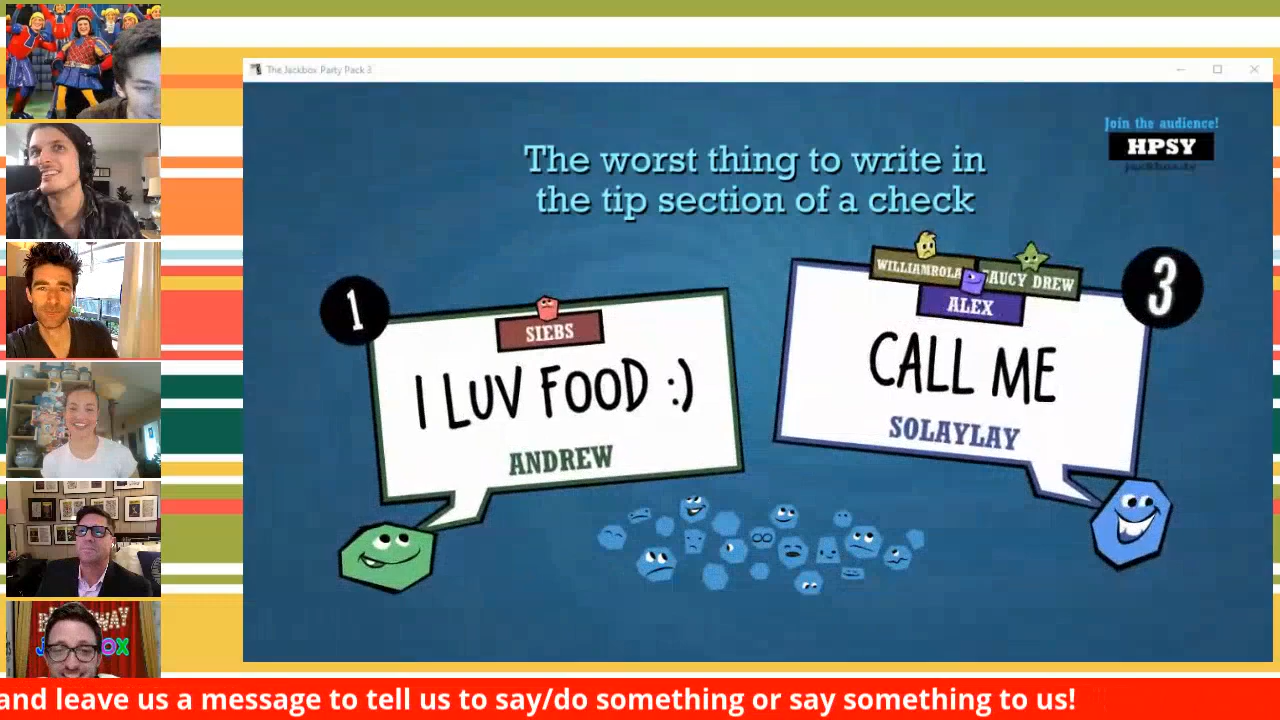 The Jackbox Party Pack 3
Join the audience!
HPSY
The worst thing to write in
the tip section of a check
1
SIEBS
I LUV FOOD :)
ANDREW
WILLIAMROLA
SAUCY DREW
3
ALEX
CALL ME
SOLAYLAY
and leave us a message to tell us to say/do something or say something to us!